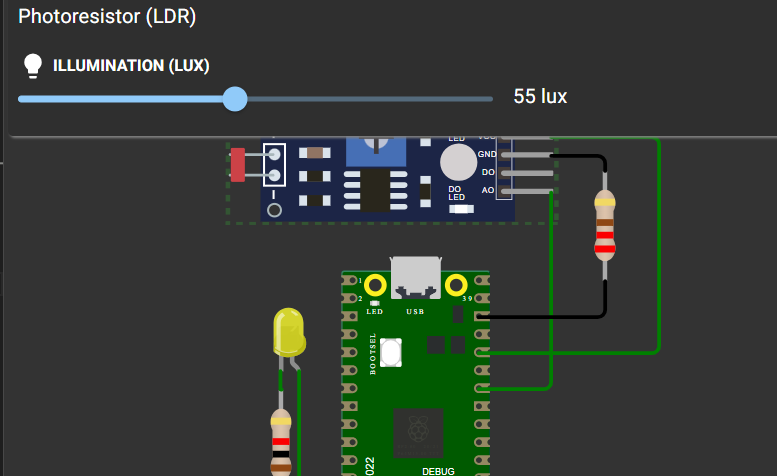 Photoresistor (LDR)
ILLUMINATION (LUX)
55 lux
LED
VCC
GND
DO
AO
DO
LED
1
2
39
LED
USB
BOOTSEL
022
DEBUG